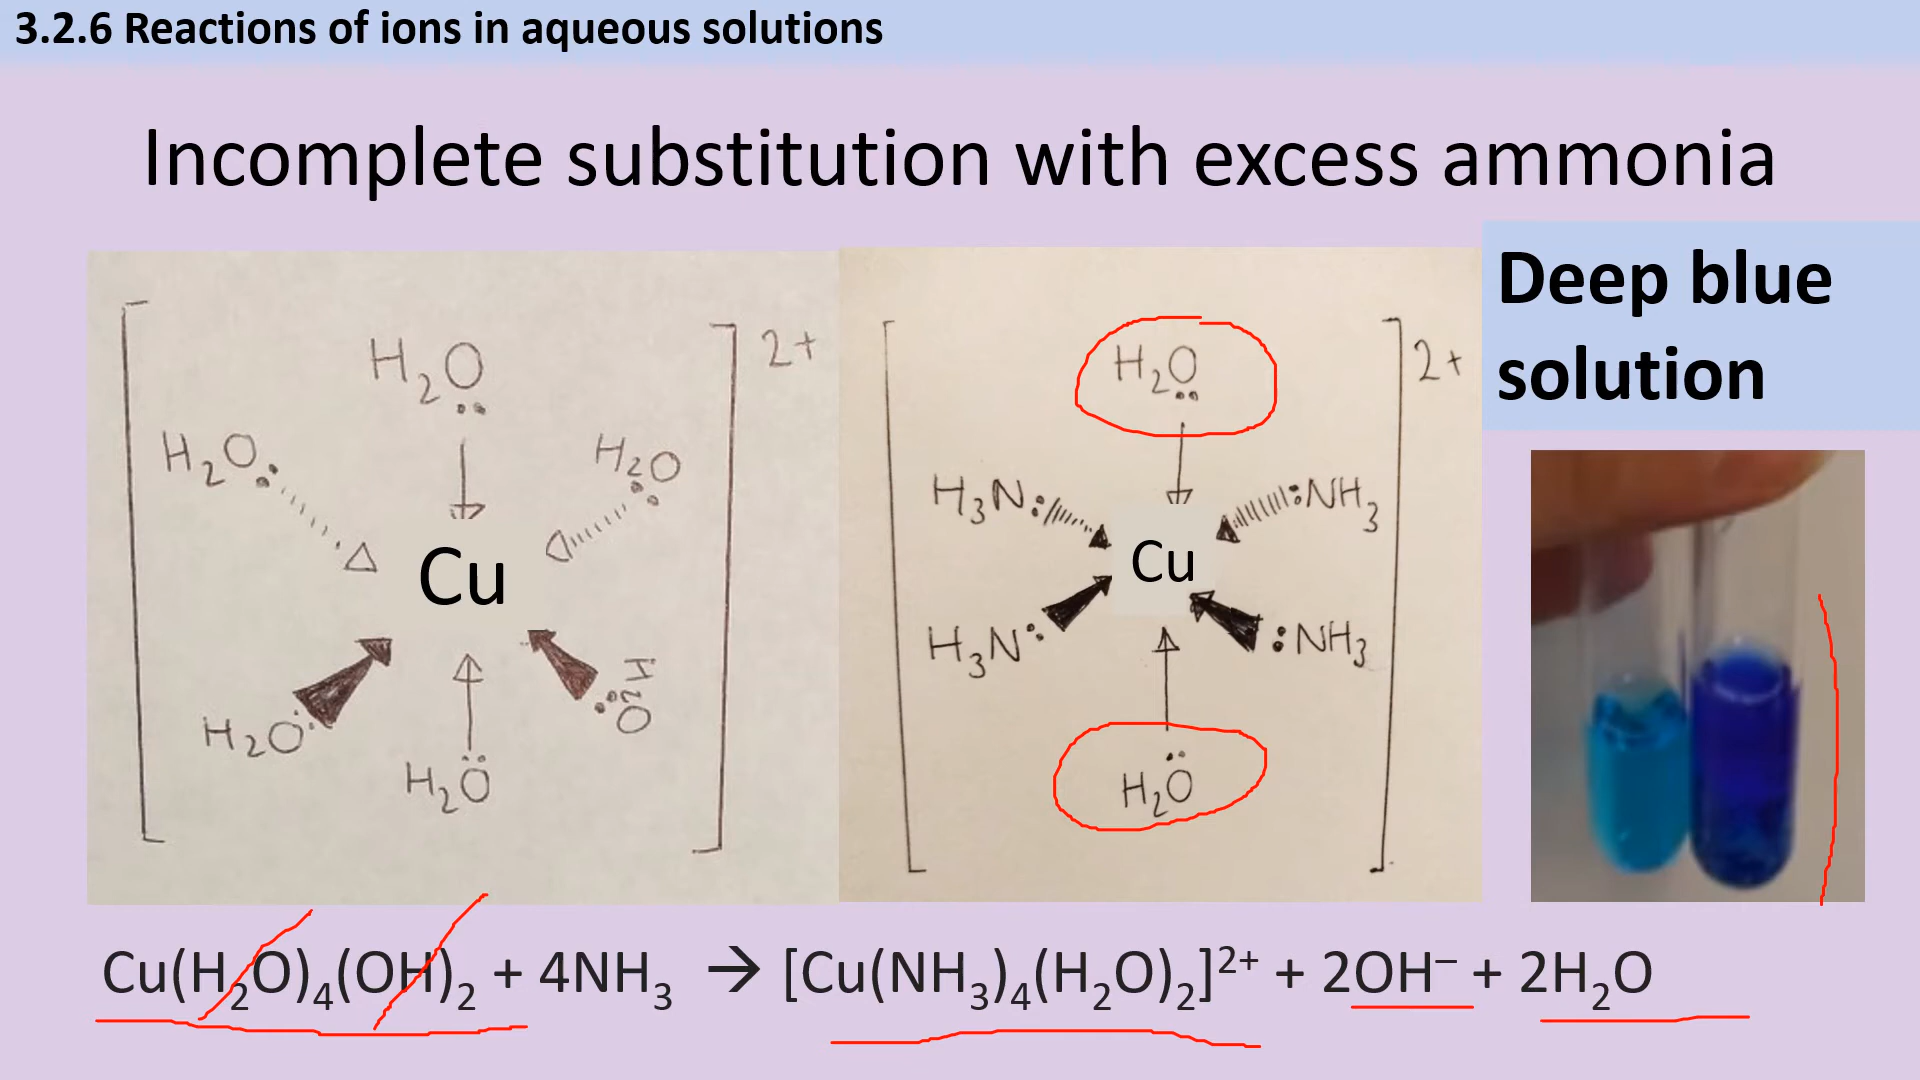 3.2.6 Reactions of ions in aqueous solutions
Incomplete substitution with excess ammonia
Deep blue
solution
H₂O
2+
H₂O
H₂O
Cu
H₂O
H₂O
H₂O
H₂O
2+
H₃N
NH₃
Cu
H₃N
NH₃
H₂O
Cu(H₂O)₄(OH)₂ + 4NH₃ → [Cu(NH₃)₄(H₂O)₂]²⁺ + 2OH⁻ + 2H₂O